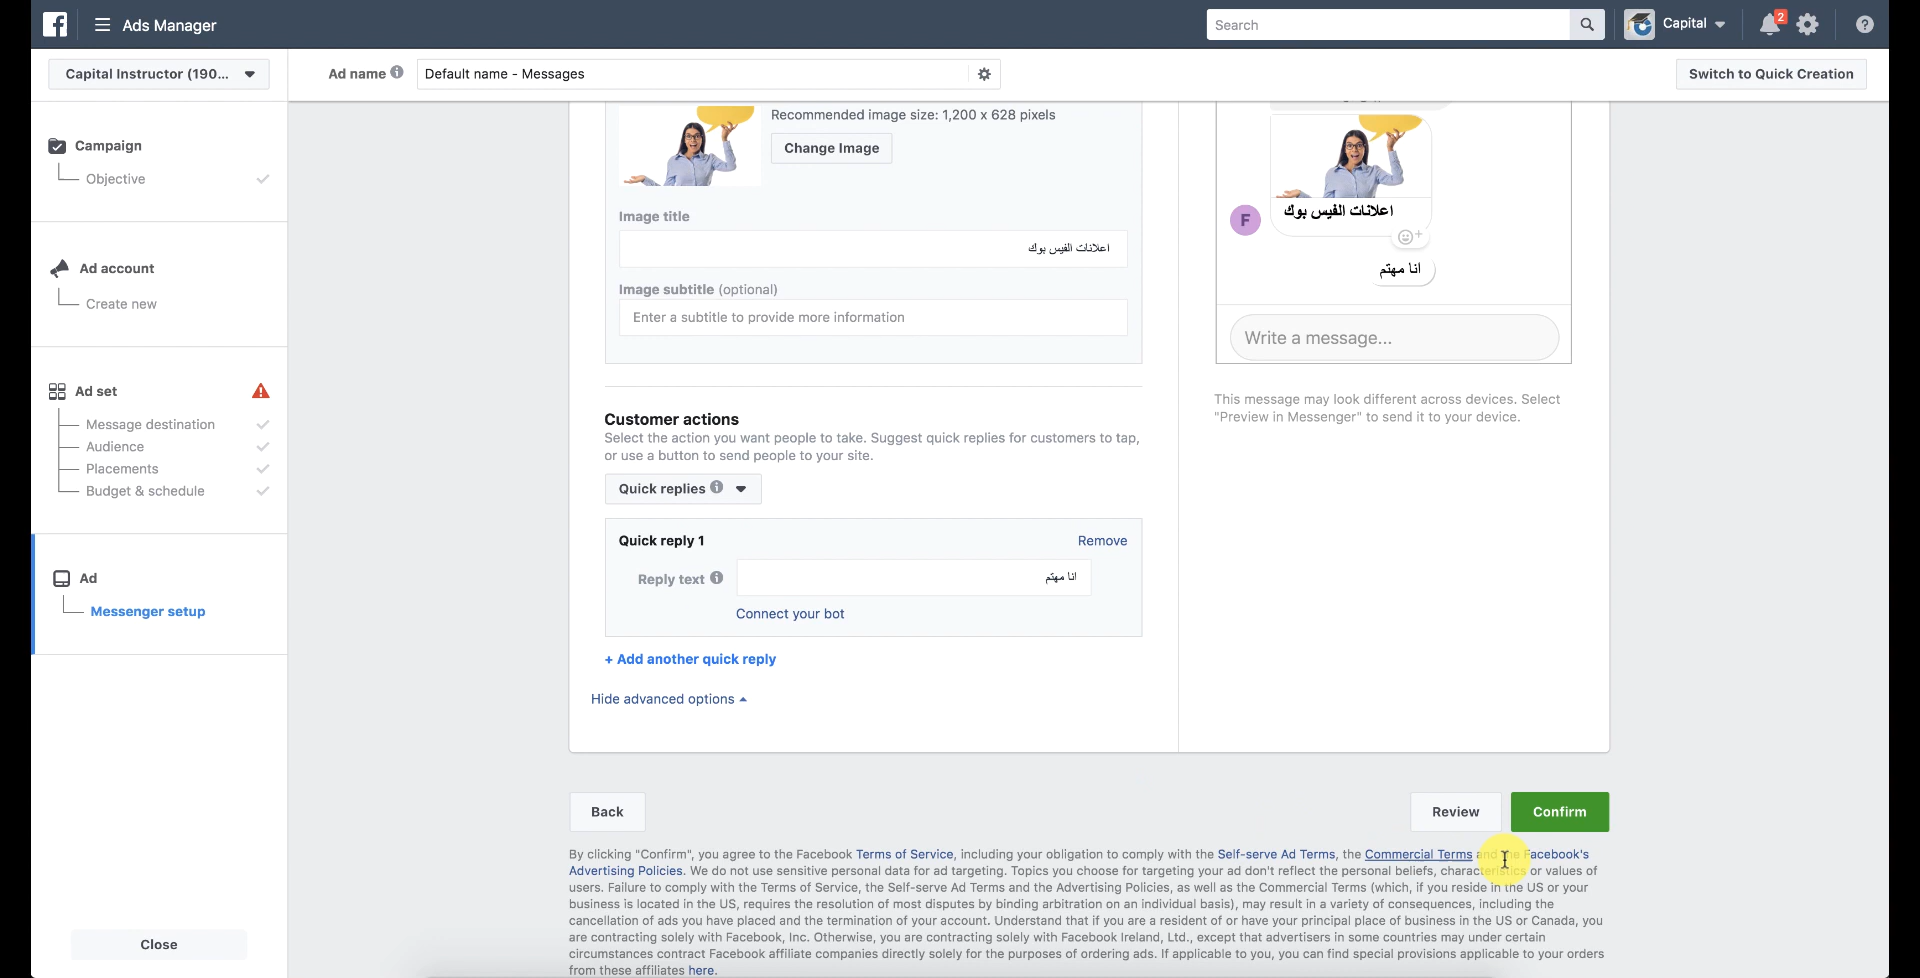 Ads Manager
Search
Capital
2
Capital Instructor (190...
Ad name
Default name - Messages
Switch to Quick Creation
Campaign
Objective
Ad account
Create new
Ad set
Message destination
Audience
Placements
Budget & schedule
Ad
Messenger setup
Close
Recommended image size: 1,200 x 628 pixels
Change Image
Image title
اعلانات الفيس بوك
Image subtitle (optional)
Enter a subtitle to provide more information
Customer actions
Select the action you want people to take. Suggest quick replies for customers to tap,
or use a button to send people to your site.
Quick replies
Quick reply 1
Remove
Reply text
انا مهتم
Connect your bot
+ Add another quick reply
Hide advanced options
F
اعلانات الفيس بوك
انا مهتم
Write a message...
This message may look different across devices. Select
"Preview in Messenger" to send it to your device.
Back
Review
Confirm
By clicking "Confirm", you agree to the Facebook Terms of Service, including your obligation to comply with the Self-serve Ad Terms, the Commercial Terms and the Facebook's
Advertising Policies. We do not use sensitive personal data for ad targeting. Topics you choose for targeting your ad don't reflect the personal beliefs, characteristics or values of
users. Failure to comply with the Terms of Service, the Self-serve Ad Terms and the Advertising Policies, as well as the Commercial Terms (which, if you reside in the US or your
business is located in the US, requires the resolution of most disputes by binding arbitration on an individual basis), may result in a variety of consequences, including the
cancellation of ads you have placed and the termination of your account. Understand that if you are a resident of or have your principal place of business in the US or Canada, you
are contracting solely with Facebook, Inc. Otherwise, you are contracting solely with Facebook Ireland, Ltd., except that advertisers in some countries may under certain
circumstances contract Facebook affiliate companies directly solely for the purposes of ordering ads. If applicable to you, you can find special provisions applicable to your orders
from these affiliates here.